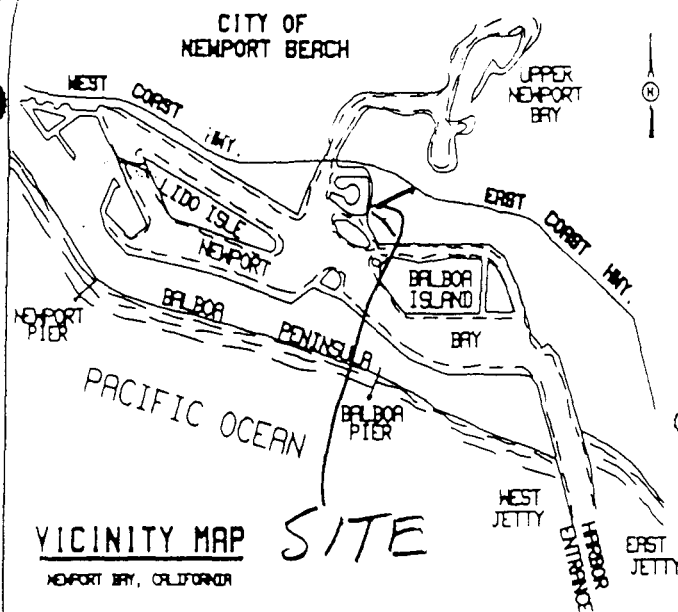 CITY OF
NEWPORT BEACH
WEST COAST HWY.
UPPER
NEWPORT
BAY
N
LIDO ISLE
EAST COAST HWY.
NEWPORT
BALBOA
ISLAND
NEWPORT
PIER
BALBOA PENINSULA
BAY
PACIFIC OCEAN
BALBOA
PIER
WEST
JETTY
VICINITY MAP
NEWPORT BAY, CALIFORNIA
SITE
HARBOR
ENTRANCE
EAST
JETTY